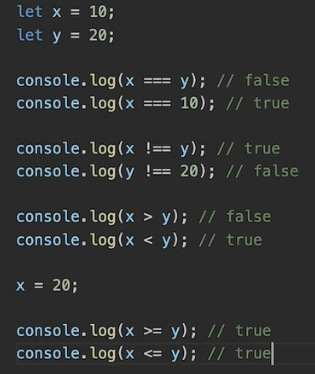 let x = 10;
let y = 20;

console.log(x === y); // false
console.log(x === 10); // true

console.log(x !== y); // true
console.log(y !== 20); // false

console.log(x > y); // false
console.log(x < y); // true

x = 20;

console.log(x >= y); // true
console.log(x <= y); // true